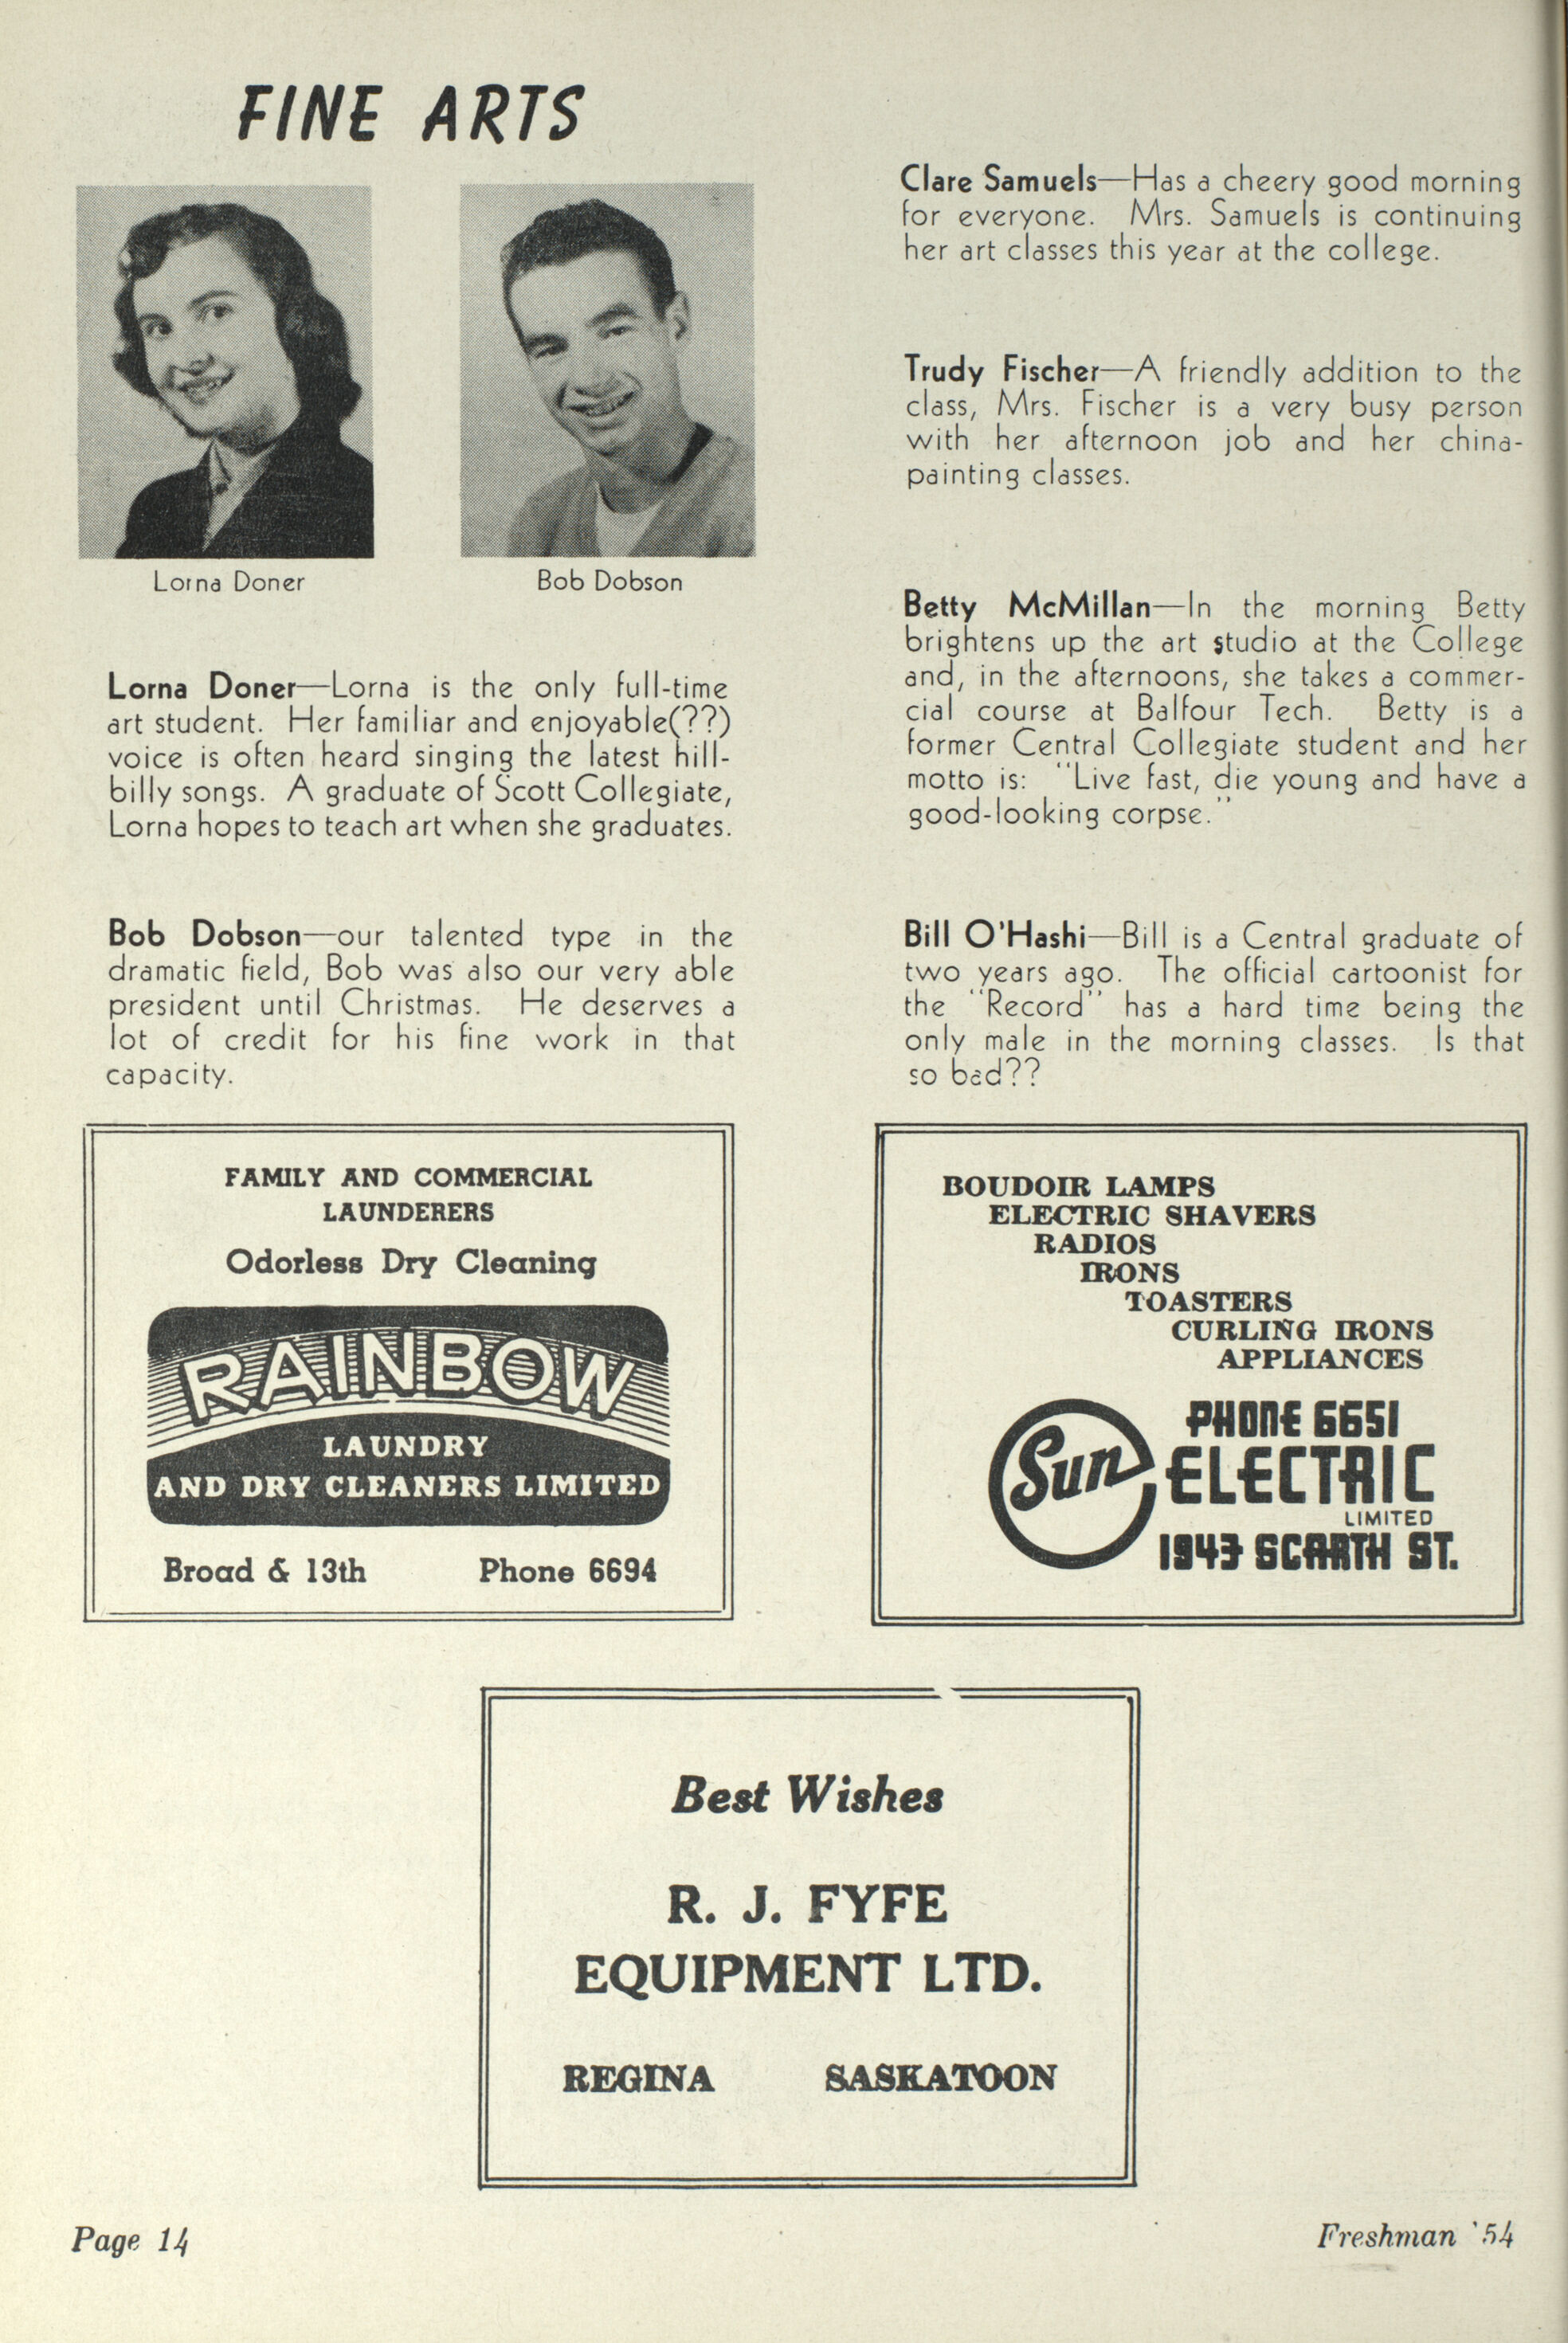 FINE ARTS
Lorna Doner
Bob Dobson
Lorna Doner—Lorna is the only full-time
art student. Her familiar and enjoyable(??)
voice is often heard singing the latest hill-
billy songs. A graduate of Scott Collegiate,
Lorna hopes to teach art when she graduates.
Bob Dobson—our talented type in the
dramatic field, Bob was also our very able
president until Christmas. He deserves a
lot of credit for his fine work in that
capacity.
Clare Samuels—Has a cheery good morning
for everyone. Mrs. Samuels is continuing
her art classes this year at the college.
Trudy Fischer—A friendly addition to the
class, Mrs. Fischer is a very busy person
with her afternoon job and her china-
painting classes.
Betty McMillan—In the morning Betty
brightens up the art studio at the College
and, in the afternoons, she takes a commer-
cial course at Balfour Tech. Betty is a
former Central Collegiate student and her
motto is: "Live fast, die young and have a
good-looking corpse."
Bill O'Hashi—Bill is a Central graduate of
two years ago. The official cartoonist for
the "Record" has a hard time being the
only male in the morning classes. Is that
so bad??
FAMILY AND COMMERCIAL
LAUNDERERS
Odorless Dry Cleaning
RAINBOW
LAUNDRY
AND DRY CLEANERS LIMITED
Broad & 13th Phone 6694
BOUDOIR LAMPS
ELECTRIC SHAVERS
RADIOS
IRONS
TOASTERS
CURLING IRONS
APPLIANCES
PHONE 6651
Sun ELECTRIC
LIMITED
1943 SCARTH ST.
Best Wishes
R. J. FYFE
EQUIPMENT LTD.
REGINA SASKATOON
Page 14
Freshman '54